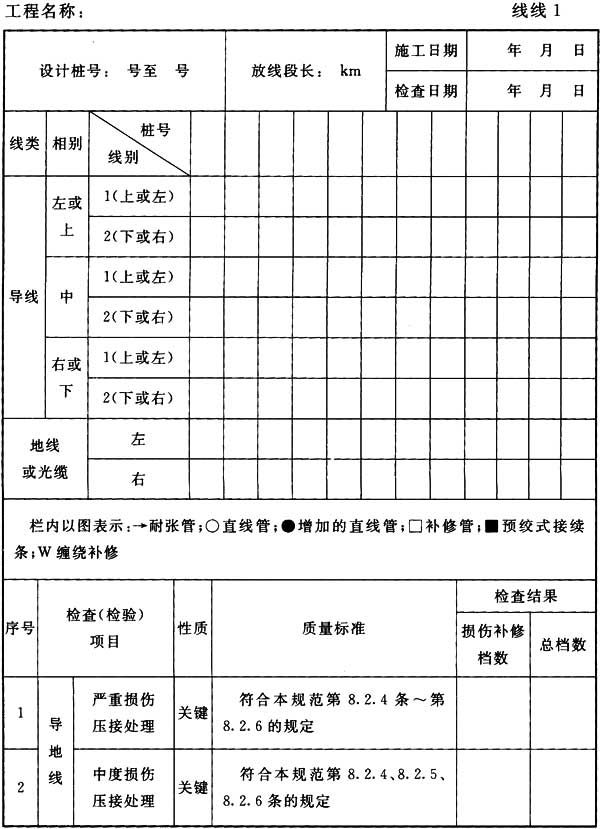 工程名称: 线线1
设计桩号: 号至 号 放线段长: km 施工日期 年 月 日
检查日期 年 月 日
线类 相别 桩号
线别
导线 左或上 1(上或左)
2(下或右)
中 1(上或左)
2(下或右)
右或下 1(上或左)
2(下或右)
地线或光缆 左
右
栏内以图表示:→耐张管;○直线管;●增加的直线管;□补修管;■预绞式接续
条;W缠绕补修
序号 检查(检验)项目 性质 质量标准 检查结果
损伤补修档数 总档数
1 导地线 严重损伤压接处理 关键 符合本规范第8.2.4条~第
8.2.6的规定
2 中度损伤压接处理 关键 符合本规范第8.2.4、8.2.5、
8.2.6条的规定